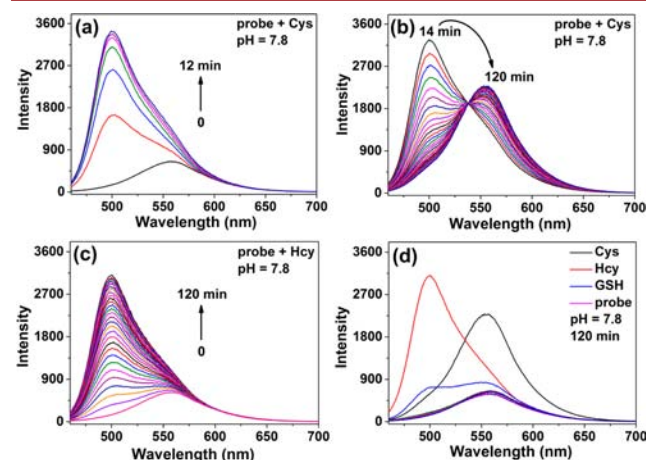 (a)
probe + Cys
pH = 7.8
12 min
0
3600
2700
1800
900
0
Intensity
500 550 600 650 700
Wavelength (nm)
(b)
probe + Cys
pH = 7.8
14 min
120 min
3600
2700
1800
900
0
Intensity
500 550 600 650 700
Wavelength (nm)
(c)
probe + Hcy
pH = 7.8
120 min
0
3600
2700
1800
900
0
Intensity
500 550 600 650 700
Wavelength (nm)
(d)
Cys
Hcy
GSH
probe
pH = 7.8
120 min
3600
2700
1800
900
0
Intensity
500 550 600 650 700
Wavelength (nm)